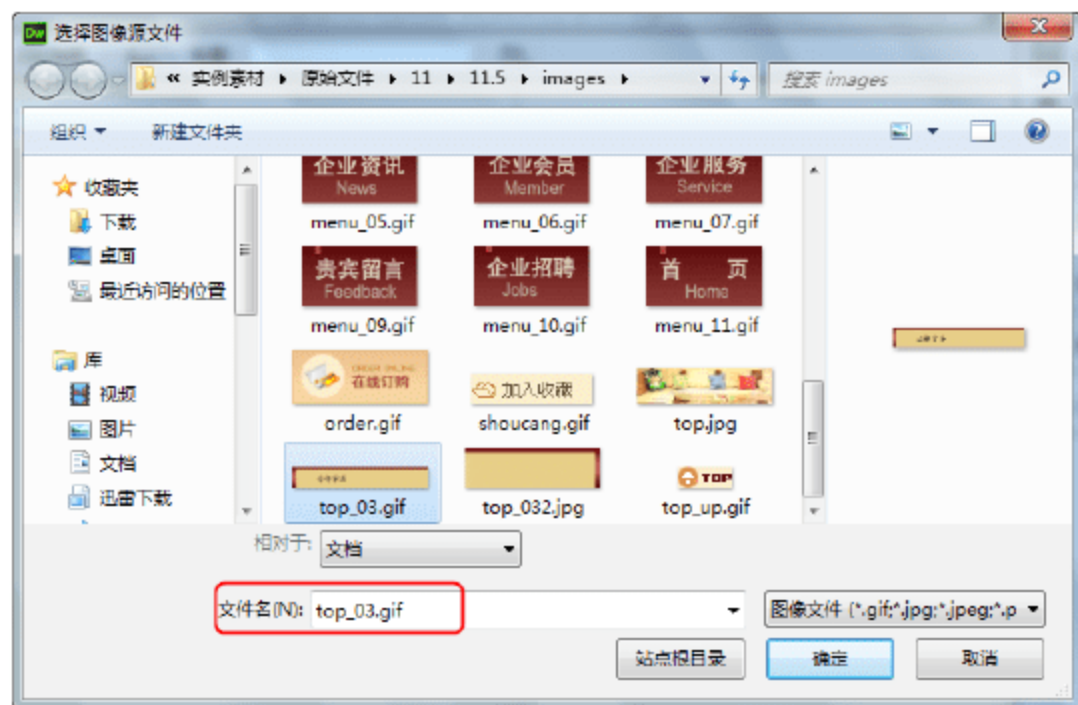 Dw 选择图像源文件
« 实例素材 ▸ 原始文件 ▸ 11 ▸ 11.5 ▸ images ▸
搜索 images
组织 新建文件夹
收藏夹
下载
桌面
最近访问的位置
库
视频
图片
文档
迅雷下载
企业资讯 企业会员 企业服务
News Member Service
menu_05.gif menu_06.gif menu_07.gif
贵宾留言 企业招聘 首 页
Feedback Jobs Home
menu_09.gif menu_10.gif menu_11.gif
ORDER ONLINE
在线订购 加入收藏
order.gif shoucang.gif top.jpg
TOP
top_03.gif top_032.jpg top_up.gif
相对于: 文档
文件名(N): top_03.gif
图像文件 (*.gif;*.jpg;*.jpeg;*.p
站点根目录 确定 取消